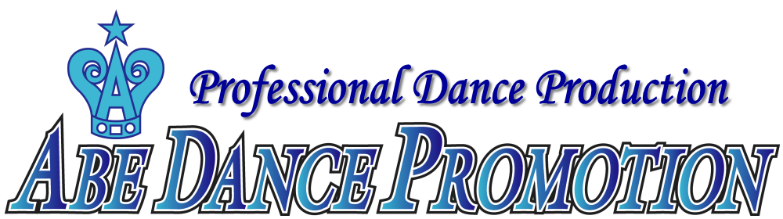 A
Professional Dance Production
ABE DANCE PROMOTION